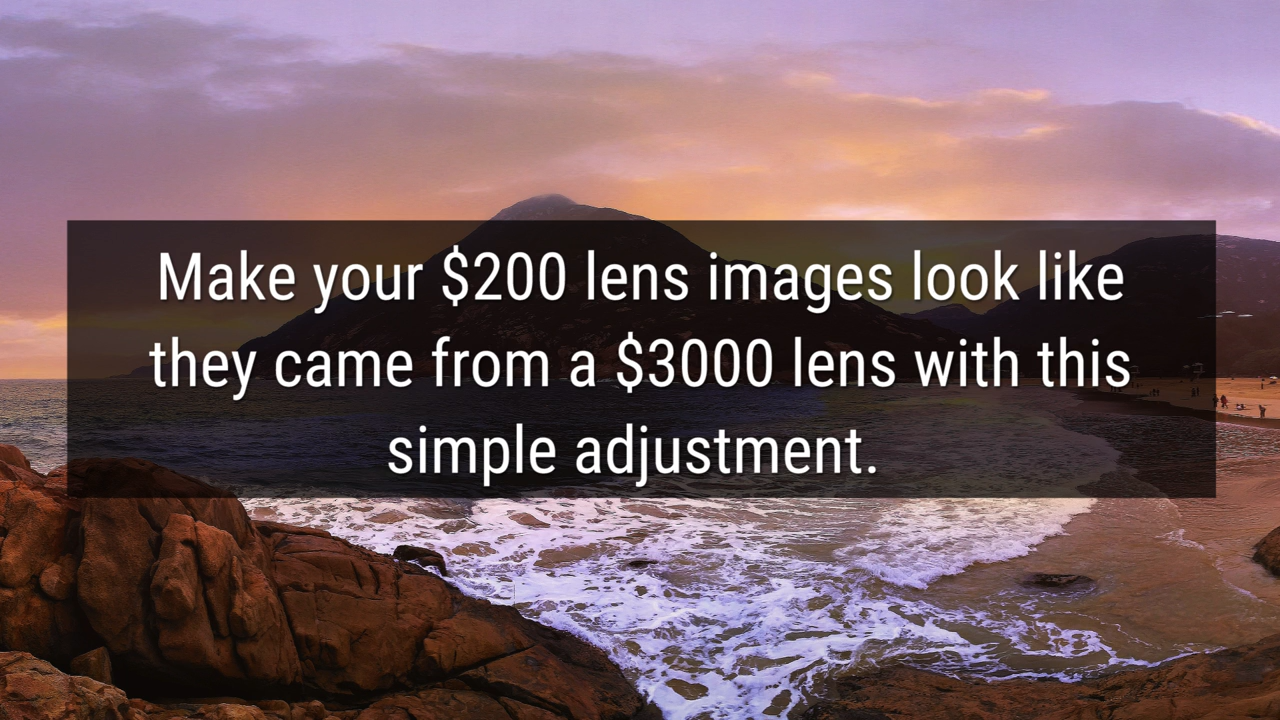 Make your $200 lens images look like
they came from a $3000 lens with this
simple adjustment.